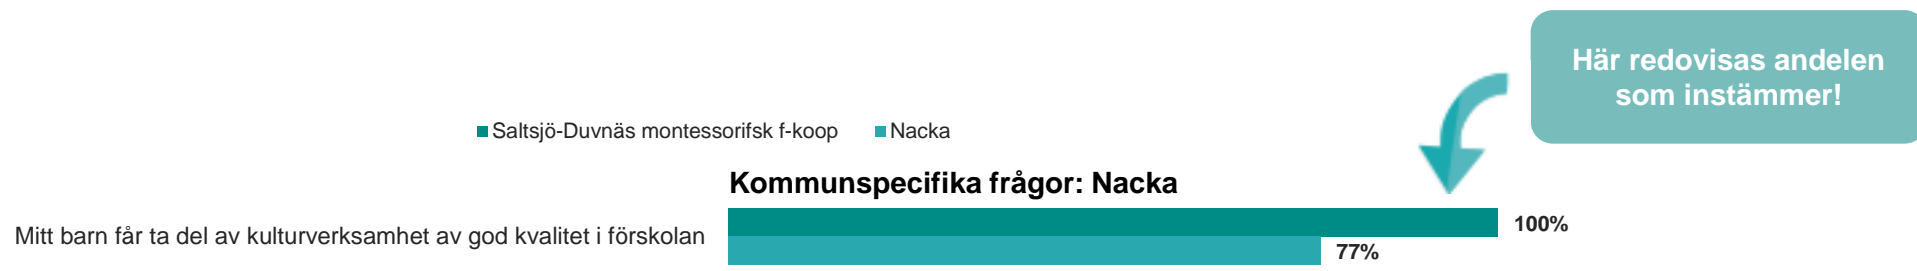 Här redovisas andelen
som instämmer!
Saltsjö-Duvnäs montessorifsk f-koop Nacka
Kommunspecifika frågor: Nacka
Mitt barn får ta del av kulturverksamhet av god kvalitet i förskolan
100%
77%